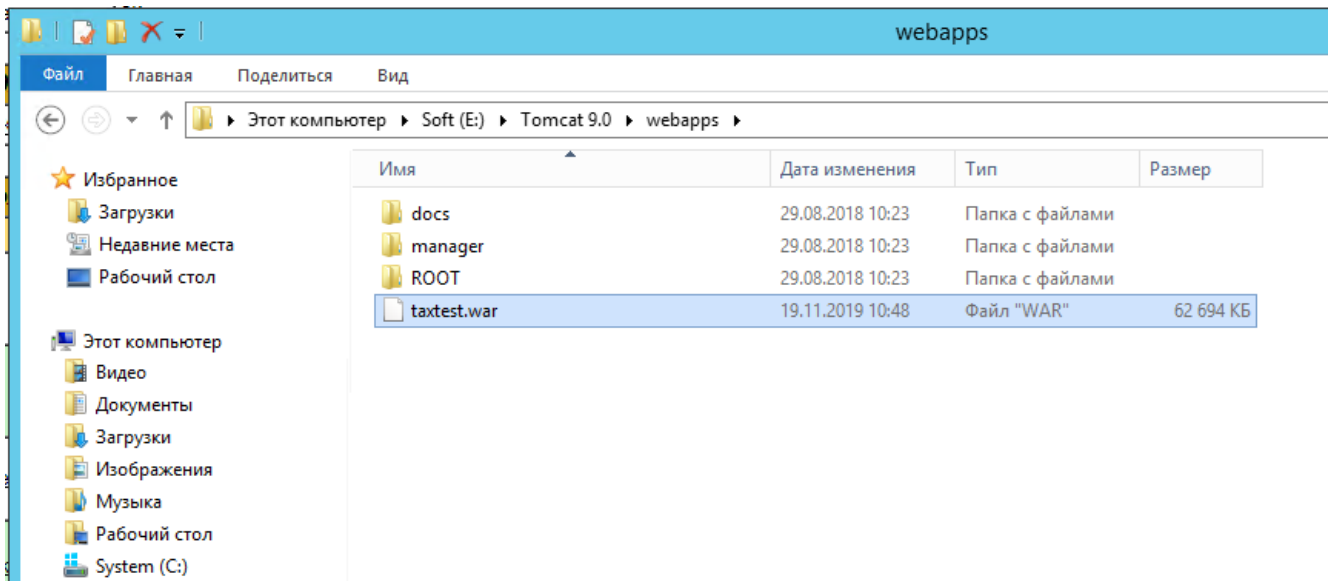 webapps
Файл Главная Поделиться Вид
Этот компьютер Soft (E:) Tomcat 9.0 webapps
Имя Дата изменения Тип Размер
Избранное
Загрузки
Недавние места
Рабочий стол
docs 29.08.2018 10:23 Папка с файлами
manager 29.08.2018 10:23 Папка с файлами
ROOT 29.08.2018 10:23 Папка с файлами
taxtest.war 19.11.2019 10:48 Файл "WAR" 62 694 КБ
Этот компьютер
Видео
Документы
Загрузки
Изображения
Музыка
Рабочий стол
System (C:)